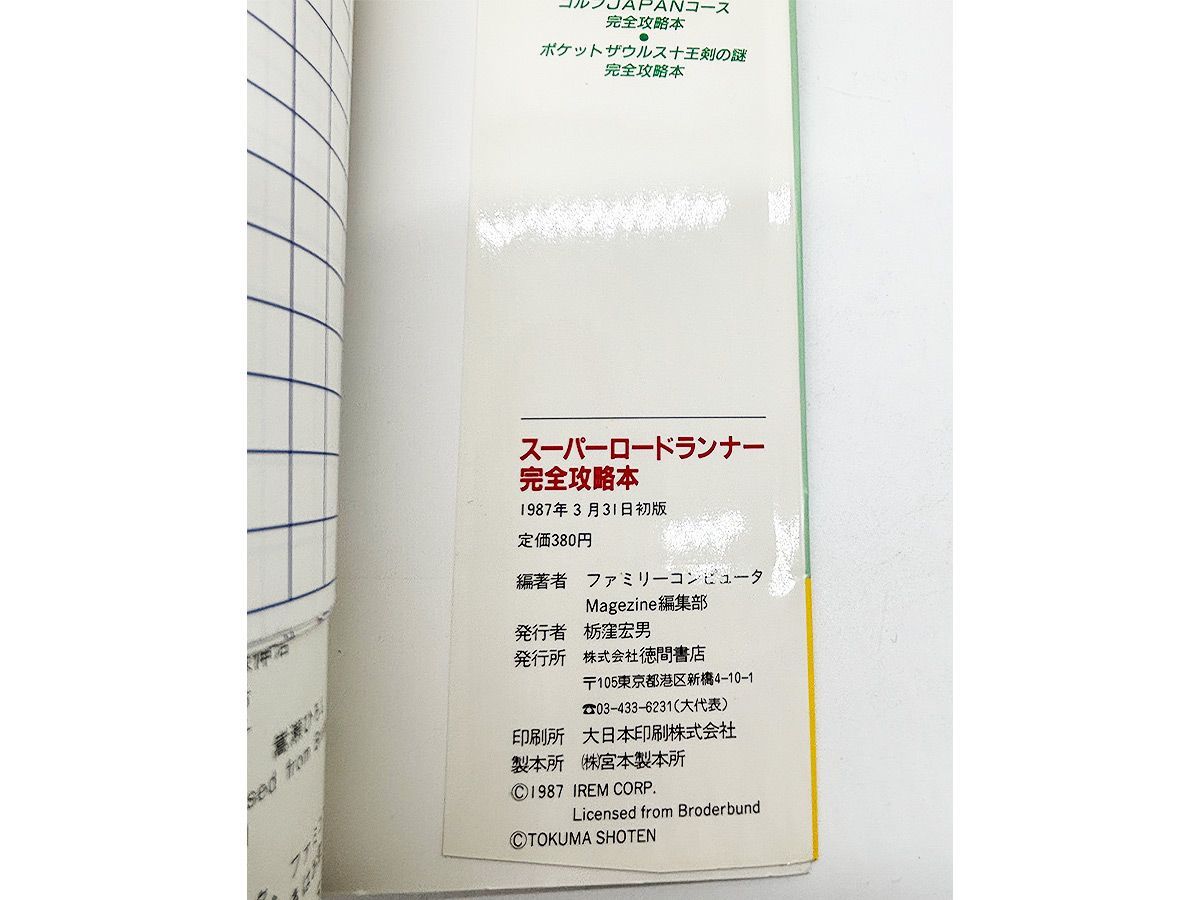 ゴルフJAPANコース
完全攻略本
●
ポケットザウルス十王剣の謎
完全攻略本
スーパーロードランナー
完全攻略本
1987年3月31日初版
定価380円
編著者 ファミリーコンピュータ
Magezine編集部
発行者 栃窪宏男
発行所 株式会社徳間書店
〒105東京都港区新橋4-10-1
☎03-433-6231(大代表)
印刷所 大日本印刷株式会社
製本所 ㈱宮本製本所
©1987 IREM CORP.
Licensed from Broderbund
©TOKUMA SHOTEN